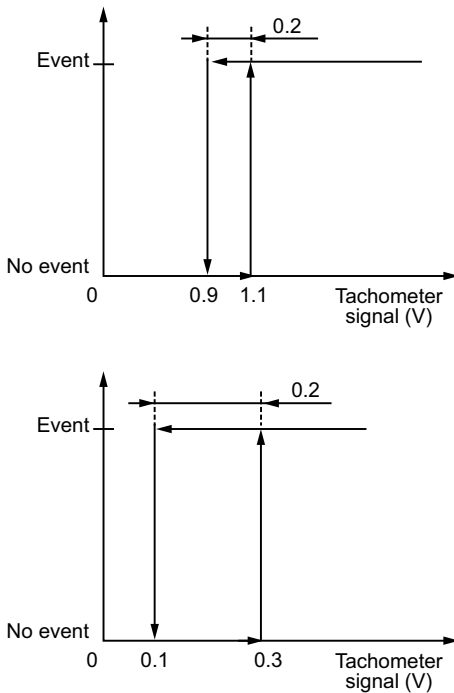 0.2
Event
No event
0
0.9
1.1
Tachometer
signal (V)
0.2
Event
No event
0
0.1
0.3
Tachometer
signal (V)